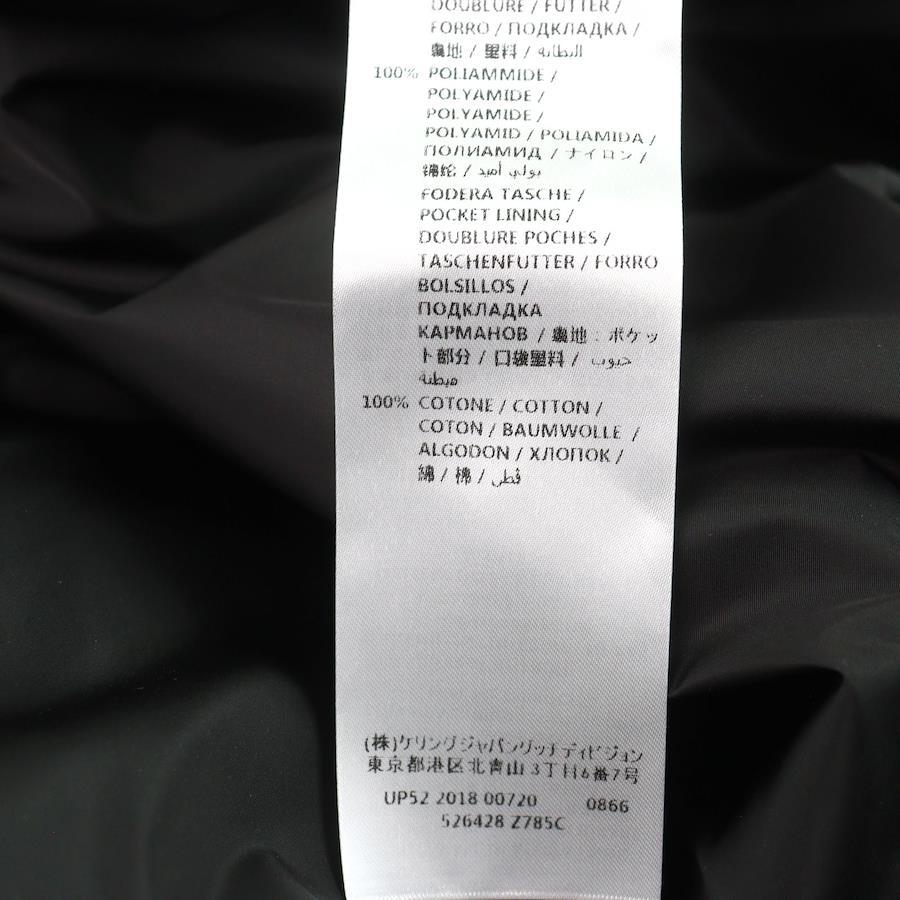 DOUBLURE / FUTTER /
FORRO / ПОДКЛАДКА /
裏地 / 里料 / البطانة
100% POLIAMMIDE /
POLYAMIDE /
POLYAMIDE /
POLYAMID / POLIAMIDA /
ПОЛИАМИД / ナイロン /
بولي أميد /
FODERA TASCHE /
POCKET LINING /
DOUBLURE POCHES /
TASCHENFUTTER / FORRO
BOLSILLOS /
ПОДКЛАДКА
КАРМАНОВ / 裏地：ポケッ
ト部分 / 口袋里料 / جيوب
مبطنة
100% COTONE / COTTON /
COTON / BAUMWOLLE /
ALGODON / ХЛОПОК /
綿 / 棉 / قطن
(株)ケリングジャパングッチディビジョン
東京都港区北青山3丁目6番7号
UP52 2018 00720 0866
526428 Z785C